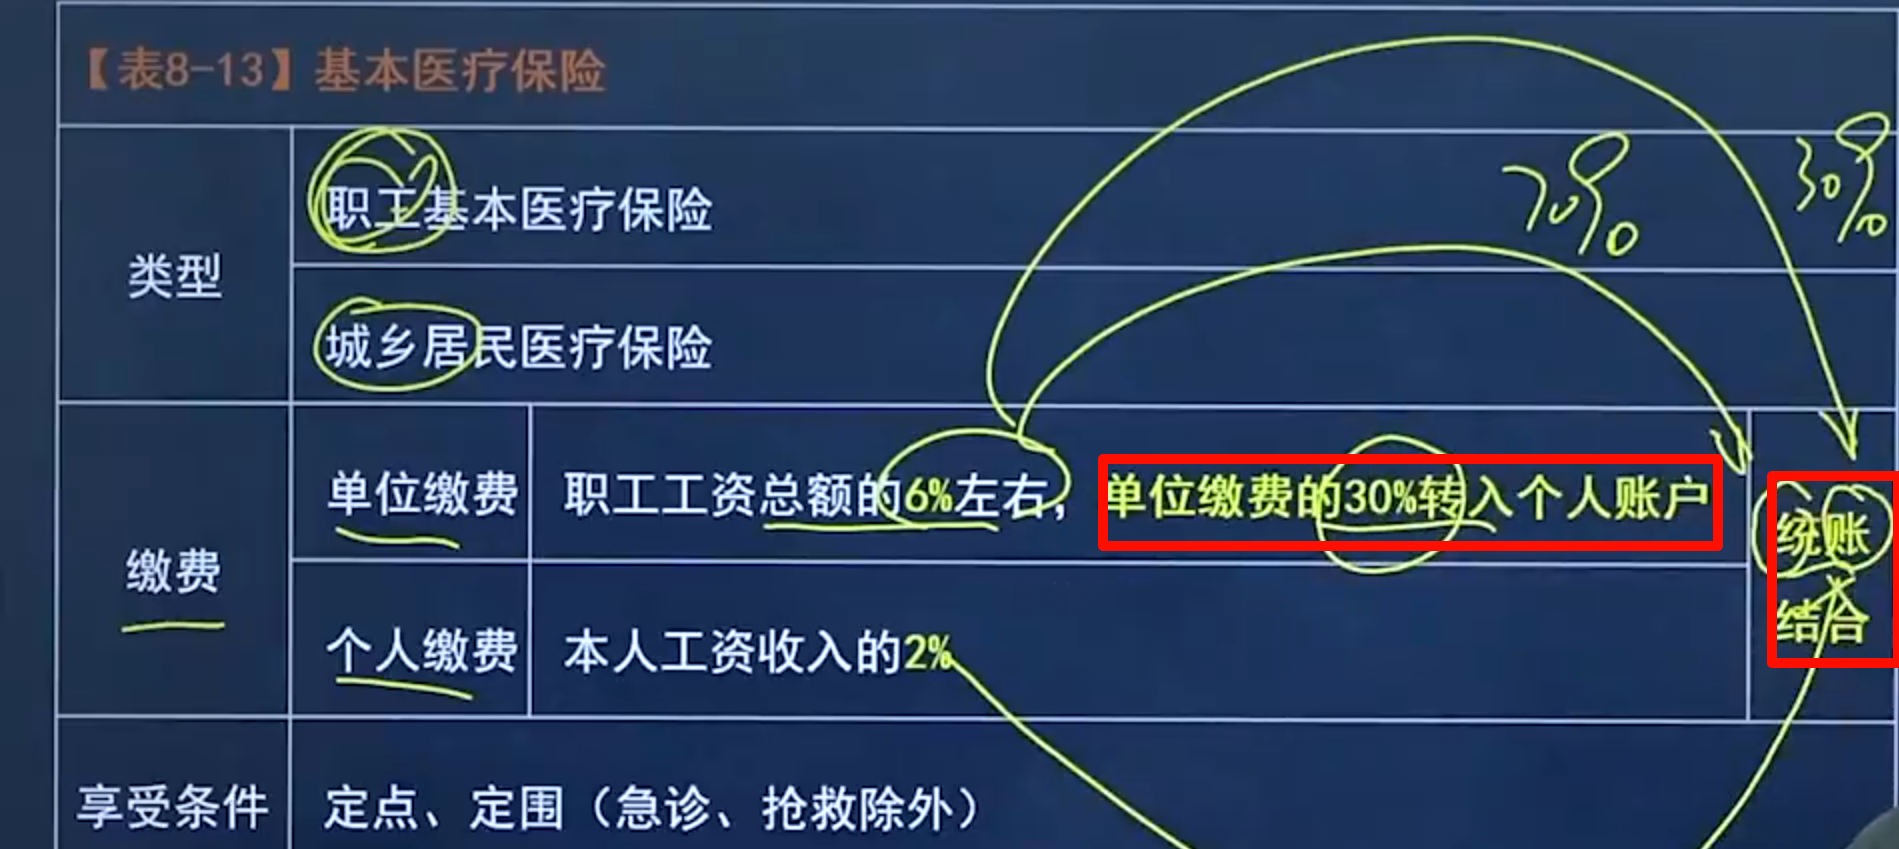 【表8-13】基本医疗保险
类型
职工基本医疗保险
70%
30%
城乡居民医疗保险
缴费
单位缴费
职工工资总额的6%左右，单位缴费的30%转入个人账户
统账
结合
个人缴费
本人工资收入的2%
享受条件
定点、定围（急诊、抢救除外）